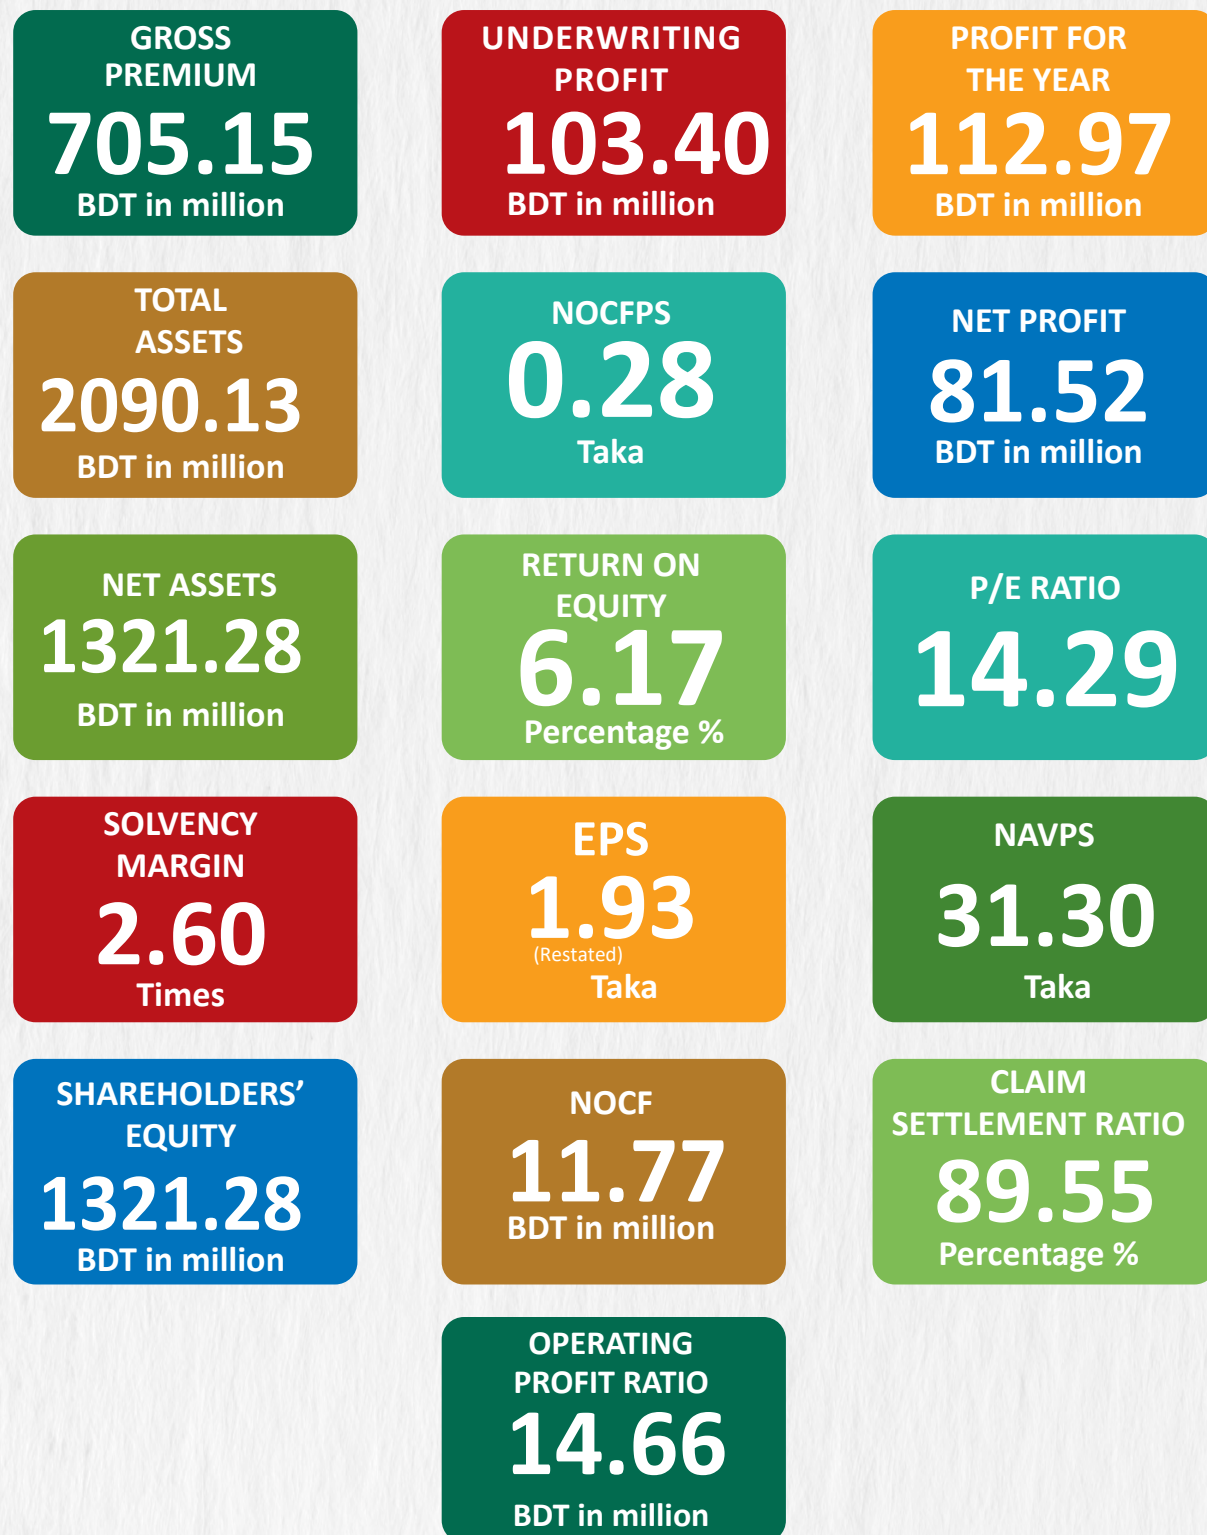 GROSS
PREMIUM
705.15
BDT in million
UNDERWRITING
PROFIT
103.40
BDT in million
PROFIT FOR
THE YEAR
112.97
BDT in million
TOTAL
ASSETS
2090.13
BDT in million
NOCFPS
0.28
Taka
NET PROFIT
81.52
BDT in million
NET ASSETS
1321.28
BDT in million
RETURN ON
EQUITY
6.17
Percentage %
P/E RATIO
14.29
SOLVENCY
MARGIN
2.60
Times
EPS
1.93
(Restated)
Taka
NAVPS
31.30
Taka
SHAREHOLDERS’
EQUITY
1321.28
BDT in million
NOCF
11.77
BDT in million
CLAIM
SETTLEMENT RATIO
89.55
Percentage %
OPERATING
PROFIT RATIO
14.66
BDT in million